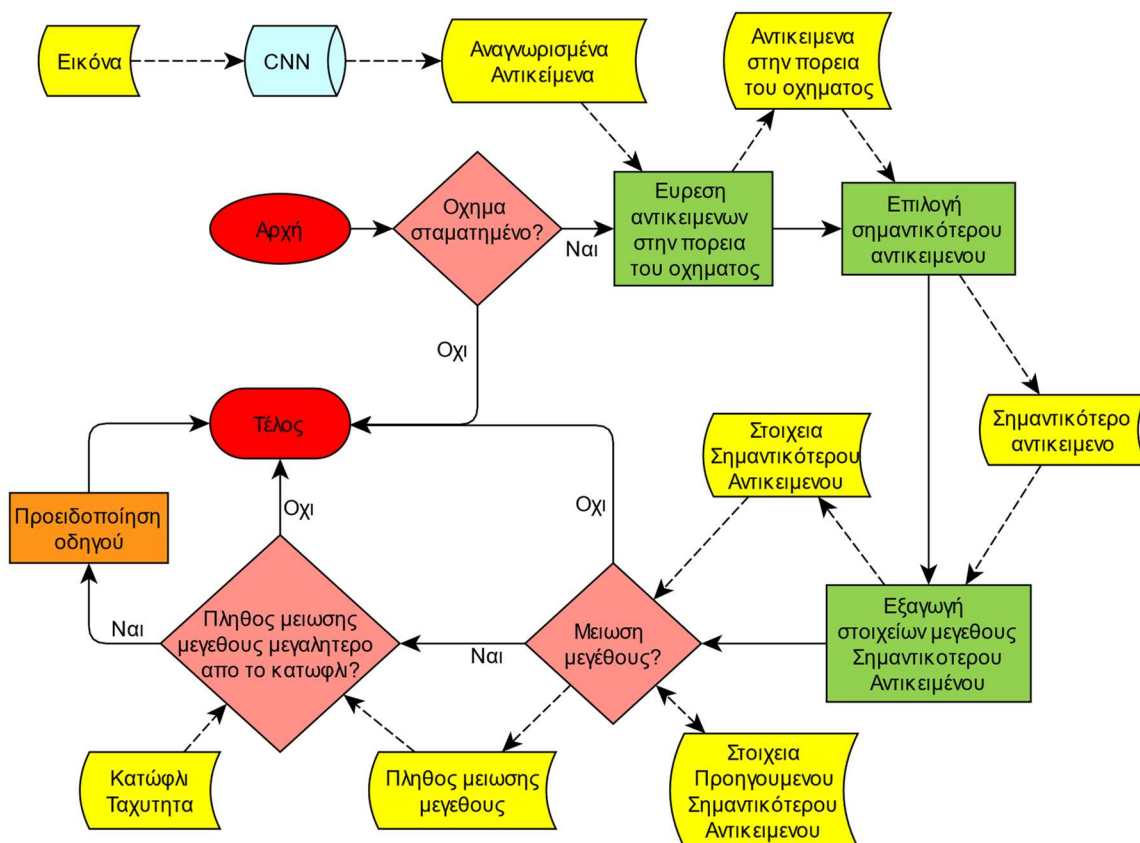 Εικόνα
CNN
Αναγνωρισμένα
Αντικείμενα
Αντικειμενα
στην πορεια
του οχηματος
Αρχή
Οχημα
σταματημένο?
Ναι
Ευρεση
αντικειμενων
στην πορεια
του οχηματος
Επιλογή
σημαντικότερου
αντικειμενου
Οχι
Τέλος
Στοιχεια
Σημαντικότερου
Αντικειμενου
Σημαντικότερο
αντικειμενο
Προειδοποίηση
οδηγού
Οχι
Οχι
Ναι
Πληθος μειωσης
μεγεθους μεγαλητερο
απο το κατωφλι?
Ναι
Μειωση
μεγέθους?
Εξαγωγή
στοιχείων μεγεθους
Σημαντικοτερου
Αντικειμένου
Κατώφλι
Ταχυτητα
Πληθος μειωσης
μεγεθους
Στοιχεια
Προηγουμενου
Σημαντικότερου
Αντικειμενου